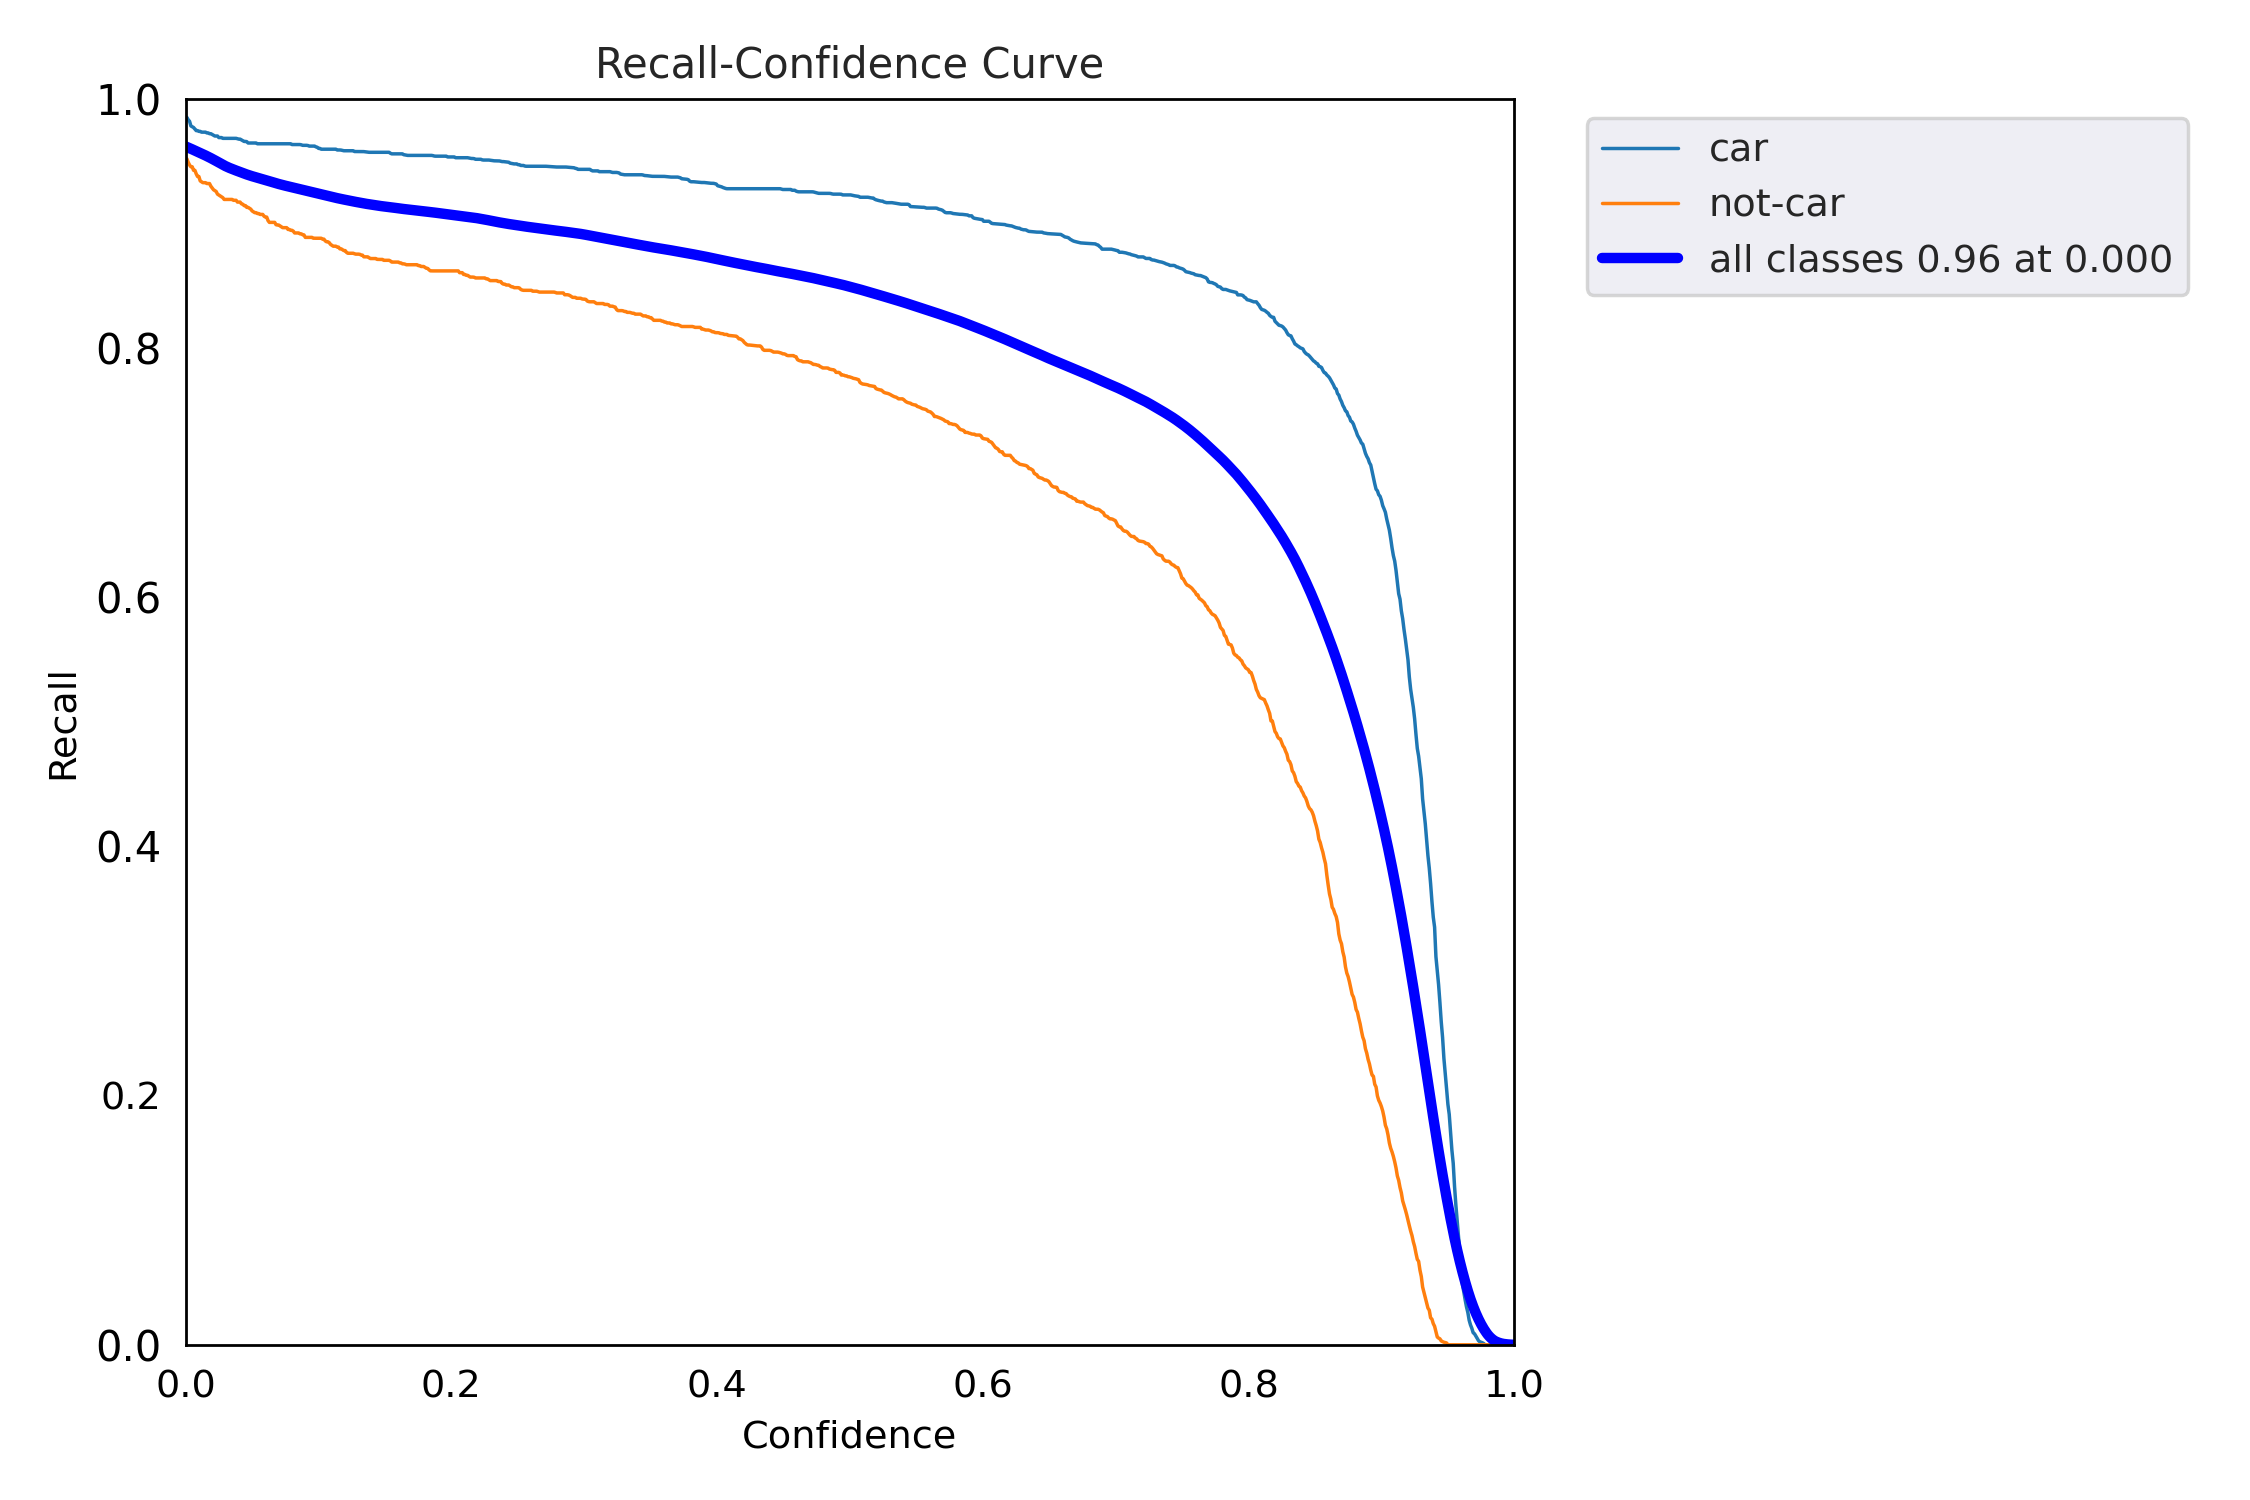 Recall-Confidence Curve
1.0
0.8
0.6
0.4
0.2
0.0
Recall
0.0 0.2 0.4 0.6 0.8 1.0
Confidence
car
not-car
all classes 0.96 at 0.000